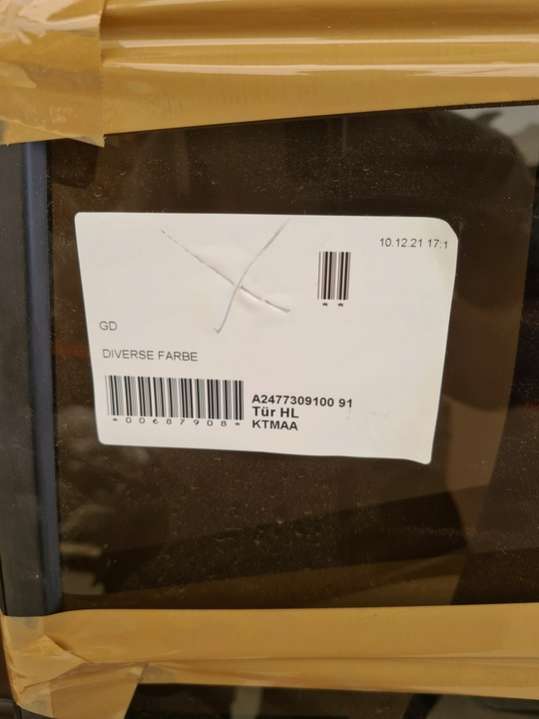 10.12.21 17:1
* *
GD
DIVERSE FARBE
*00687908*
A2477309100 91
Tür HL
KTMAA